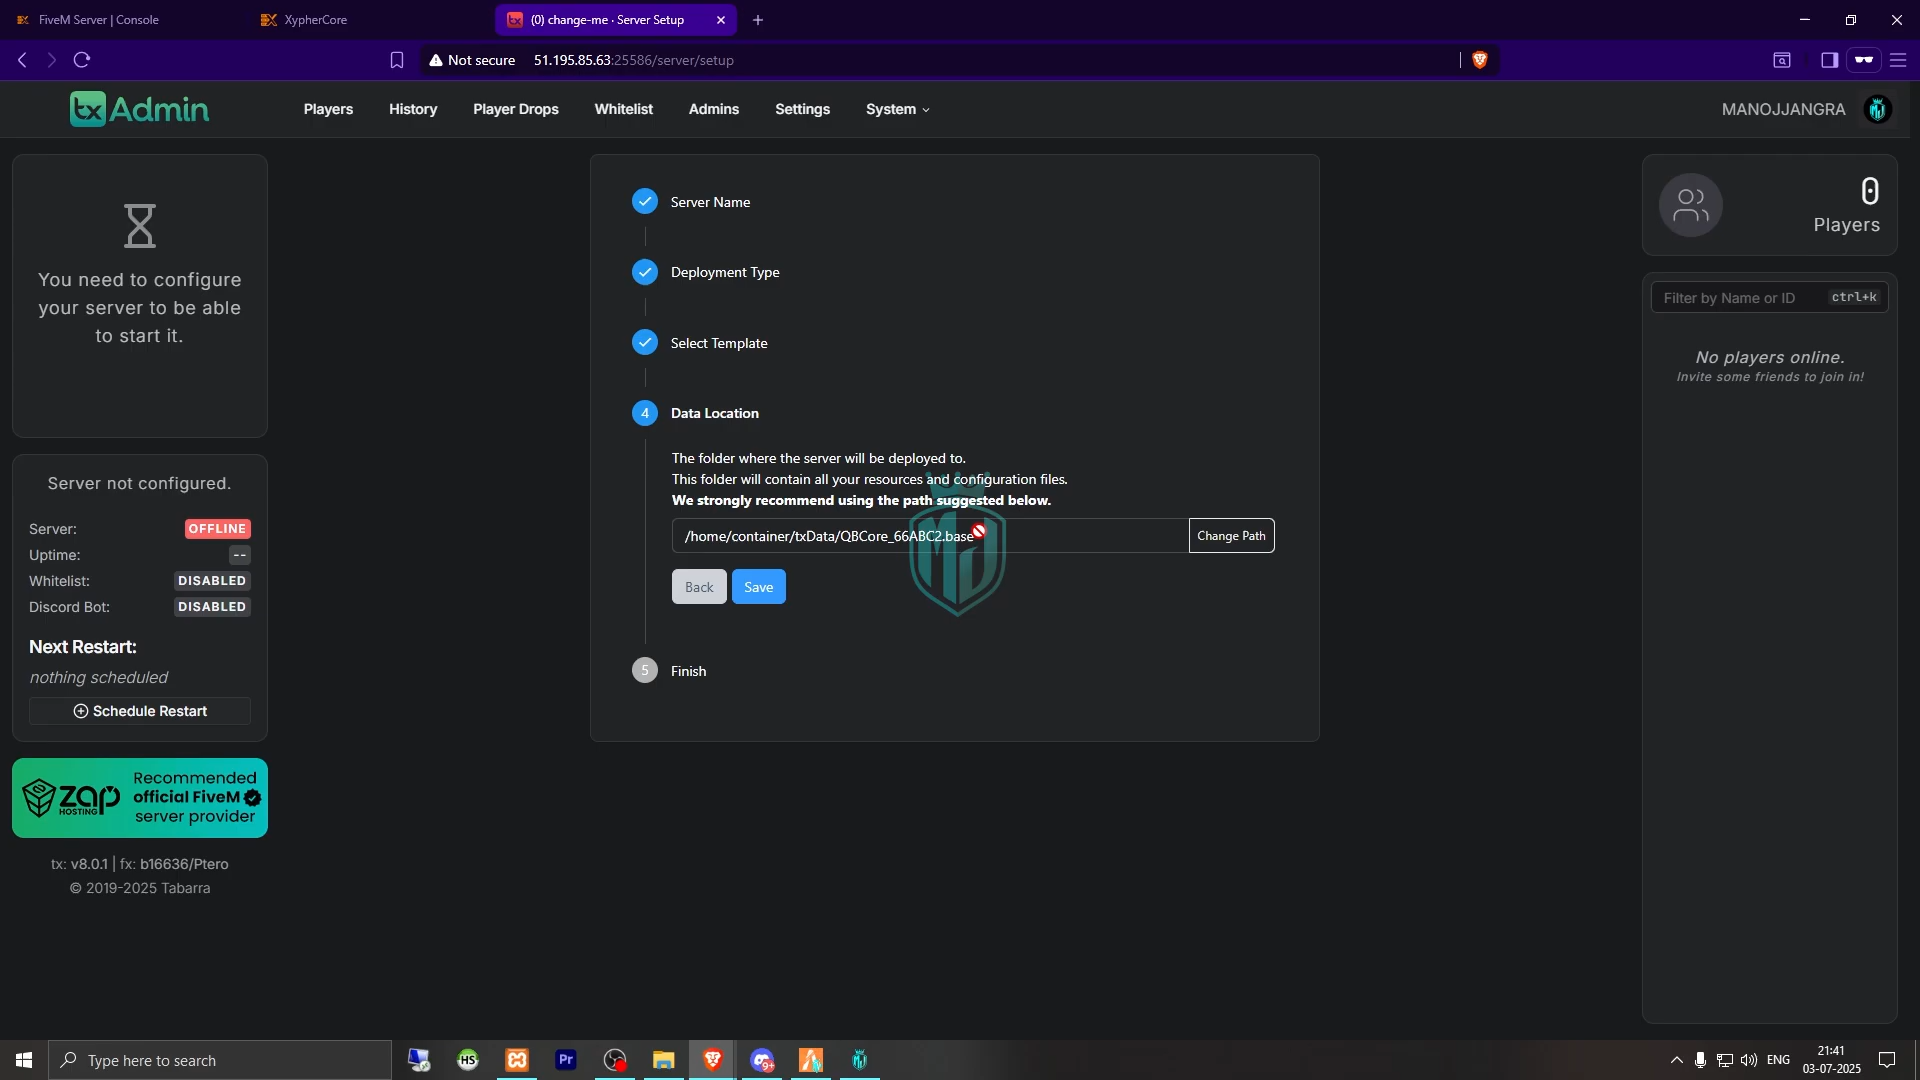 FiveM Server | Console
XypherCore
(0) change-me · Server Setup
Not secure
51.195.85.63:25586/server/setup
tx Admin
Players
History
Player Drops
Whitelist
Admins
Settings
System
MANOJJANGRA
You need to configure
your server to be able
to start it.
Server not configured.
Server: OFFLINE
Uptime: --
Whitelist: DISABLED
Discord Bot: DISABLED
Next Restart:
nothing scheduled
Schedule Restart
ZAP HOSTING
Recommended
official FiveM
server provider
tx: v8.0.1 | fx: b16636/Ptero
© 2019-2025 Tabarra
Server Name
Deployment Type
Select Template
4 Data Location
The folder where the server will be deployed to.
This folder will contain all your resources and configuration files.
We strongly recommend using the path suggested below.
/home/container/txData/QBCore_66ABC2.base
Change Path
Back
Save
5 Finish
0
Players
Filter by Name or ID ctrl+k
No players online.
Invite some friends to join in!
Type here to search
HS
Pr
9+
ENG
21:41
03-07-2025